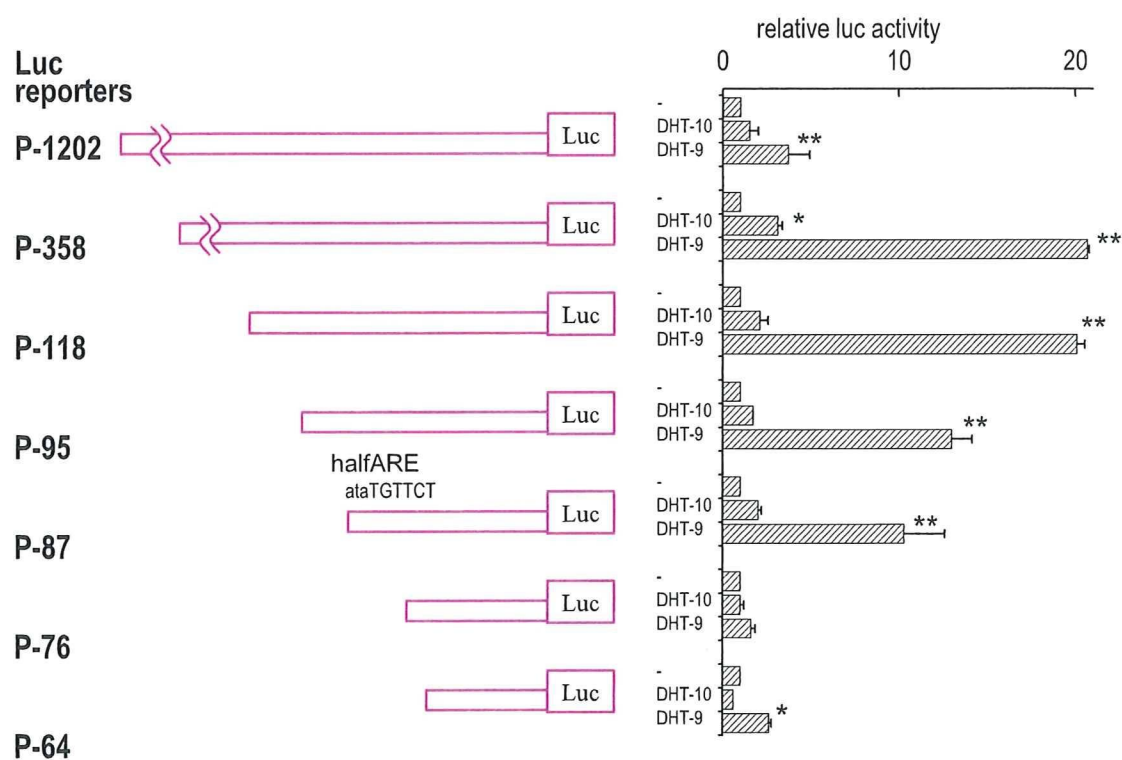 relative luc activity
0 10 20
Luc
reporters
P-1202
Luc
-
DHT-10
DHT-9
**
P-358
Luc
-
DHT-10
*
DHT-9
**
P-118
Luc
-
DHT-10
DHT-9
**
P-95
Luc
-
DHT-10
DHT-9
**
halfARE
ataTGTTCT
P-87
Luc
-
DHT-10
DHT-9
**
P-76
Luc
-
DHT-10
DHT-9
P-64
Luc
-
DHT-10
DHT-9
*